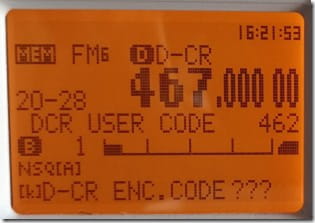 16:21:53
MEM FM6 D D-CR
467.000 00
20-28
DCR USER CODE 462
B 1
NSQ[A]
[k]D-CR ENC.CODE ???